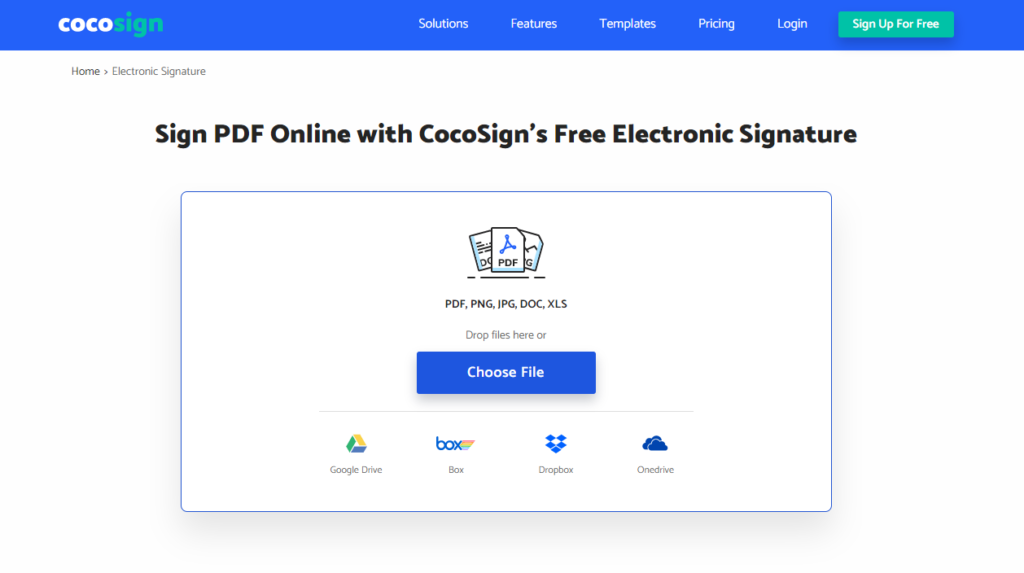 cocosign
Solutions
Features
Templates
Pricing
Login
Sign Up For Free
Home > Electronic Signature
Sign PDF Online with CocoSign's Free Electronic Signature
DO PDF G
PDF, PNG, JPG, DOC, XLS
Drop files here or
Choose File
box
Google Drive
Box
Dropbox
Onedrive